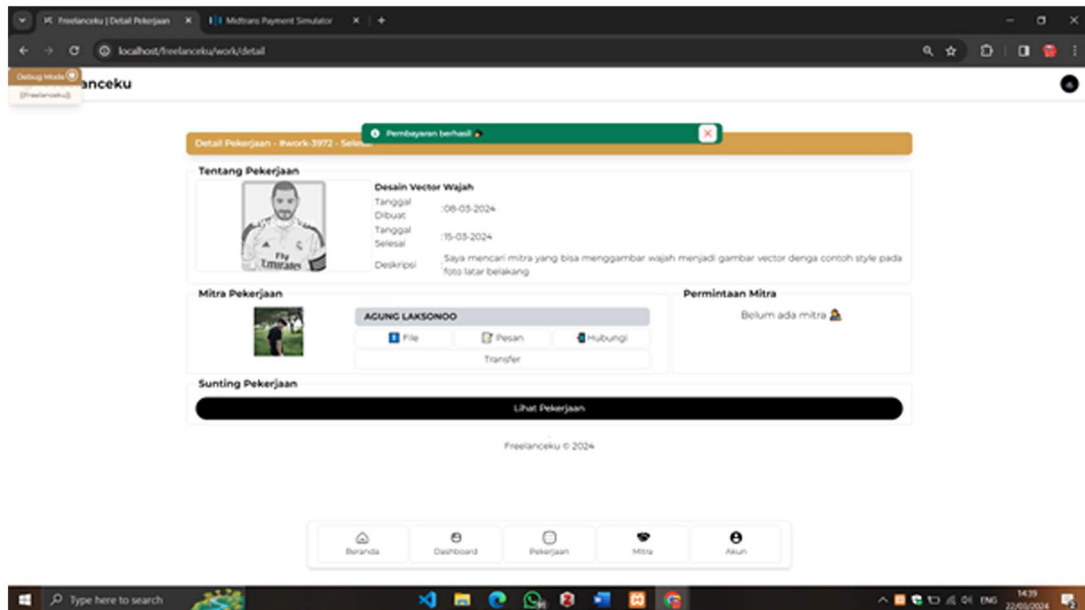 Freelanceku | Detail Pekerjaan
Midtrans Payment Simulator
localhost/freelanceku/work/detail
Debug Mode
{{Freelanceku}}
anceku
Pembayaran berhasil
Detail Pekerjaan - #work-3972 - Selesai
Tentang Pekerjaan
Fly
Emirates
Desain Vector Wajah
Tanggal Dibuat :08-03-2024
Tanggal Selesai :15-03-2024
Deskripsi :Saya mencari mitra yang bisa menggambar wajah menjadi gambar vector denga contoh style pada
foto latar belakang
Mitra Pekerjaan
AGUNG LAKSONOO
File Pesan Hubungi
Transfer
Permintaan Mitra
Belum ada mitra
Sunting Pekerjaan
Lihat Pekerjaan
Freelanceku © 2024
Beranda Dashboard Pekerjaan Mitra Akun
Type here to search
ENG
14:39
22/03/2024